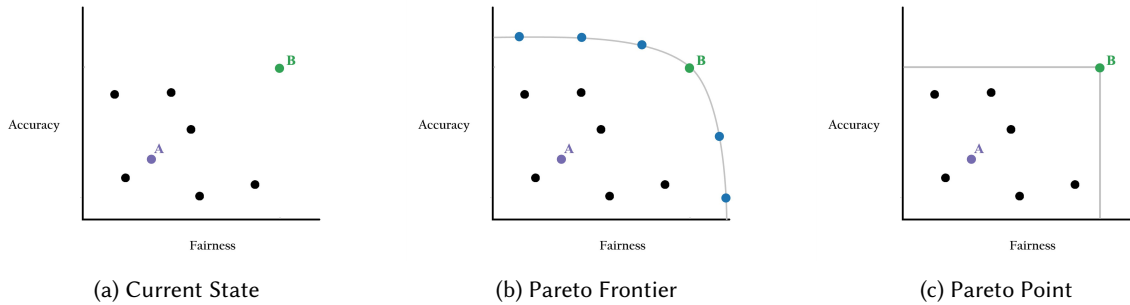 B
A
Accuracy
Fairness
(a) Current State
B
A
Accuracy
Fairness
(b) Pareto Frontier
B
A
Accuracy
Fairness
(c) Pareto Point